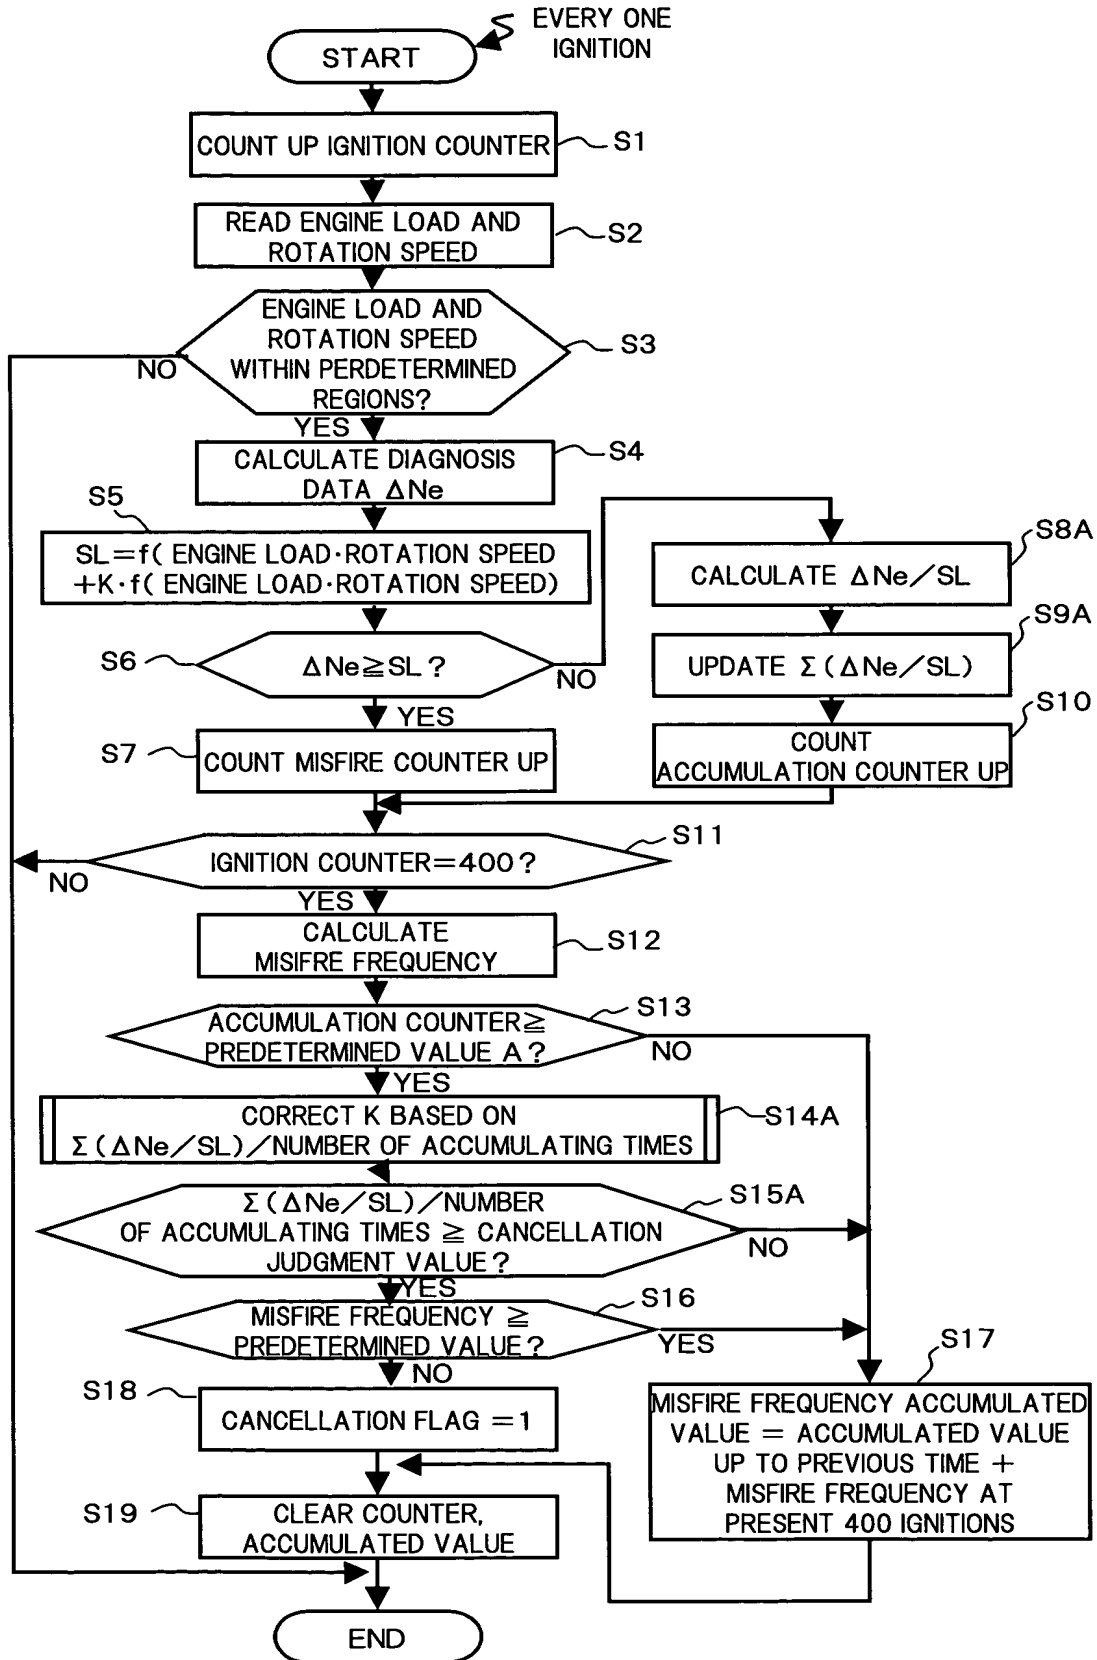 EVERY ONE
IGNITION
START
COUNT UP IGNITION COUNTER
S1
READ ENGINE LOAD AND
ROTATION SPEED
S2
ENGINE LOAD AND
ROTATION SPEED
WITHIN PERDETERMINED
REGIONS?
S3
NO
YES
CALCULATE DIAGNOSIS
DATA ΔNe
S4
S5
SL=f( ENGINE LOAD·ROTATION SPEED
+K·f( ENGINE LOAD·ROTATION SPEED)
S6
ΔNe≧SL?
NO
YES
S7
COUNT MISFIRE COUNTER UP
S8A
CALCULATE ΔNe/SL
S9A
UPDATE Σ(ΔNe/SL)
S10
COUNT
ACCUMULATION COUNTER UP
S11
IGNITION COUNTER=400?
NO
YES
CALCULATE
MISIFRE FREQUENCY
S12
ACCUMULATION COUNTER≧
PREDETERMINED VALUE A?
S13
NO
YES
CORRECT K BASED ON
Σ(ΔNe/SL)/NUMBER OF ACCUMULATING TIMES
S14A
Σ(ΔNe/SL)/NUMBER
OF ACCUMULATING TIMES ≧ CANCELLATION
JUDGMENT VALUE?
S15A
NO
YES
MISFIRE FREQUENCY ≧
PREDETERMINED VALUE?
S16
YES
NO
S17
MISFIRE FREQUENCY ACCUMULATED
VALUE = ACCUMULATED VALUE
UP TO PREVIOUS TIME +
MISFIRE FREQUENCY AT
PRESENT 400 IGNITIONS
S18
CANCELLATION FLAG =1
S19
CLEAR COUNTER,
ACCUMULATED VALUE
END